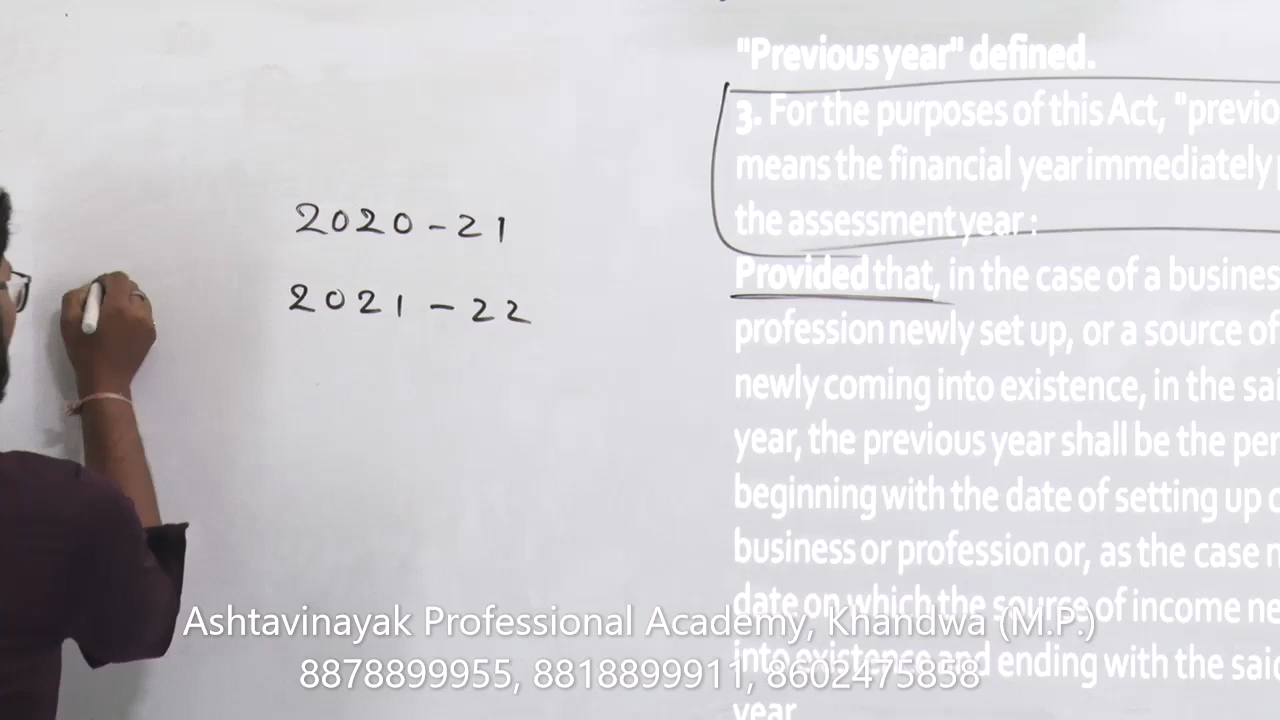 2020-21
2021-22
"Previous year" defined.
3. For the purposes of this Act, "previo
means the financial year immediately p
the assessment year :
Provided that, in the case of a busines
profession newly set up, or a source of
newly coming into existence, in the sai
year, the previous year shall be the per
beginning with the date of setting up o
business or profession or, as the case m
date on which the source of income ne
into existence and ending with the said
year
Ashtavinayak Professional Academy, Khandwa (M.P.)
8878899955, 8818899911, 8602475858